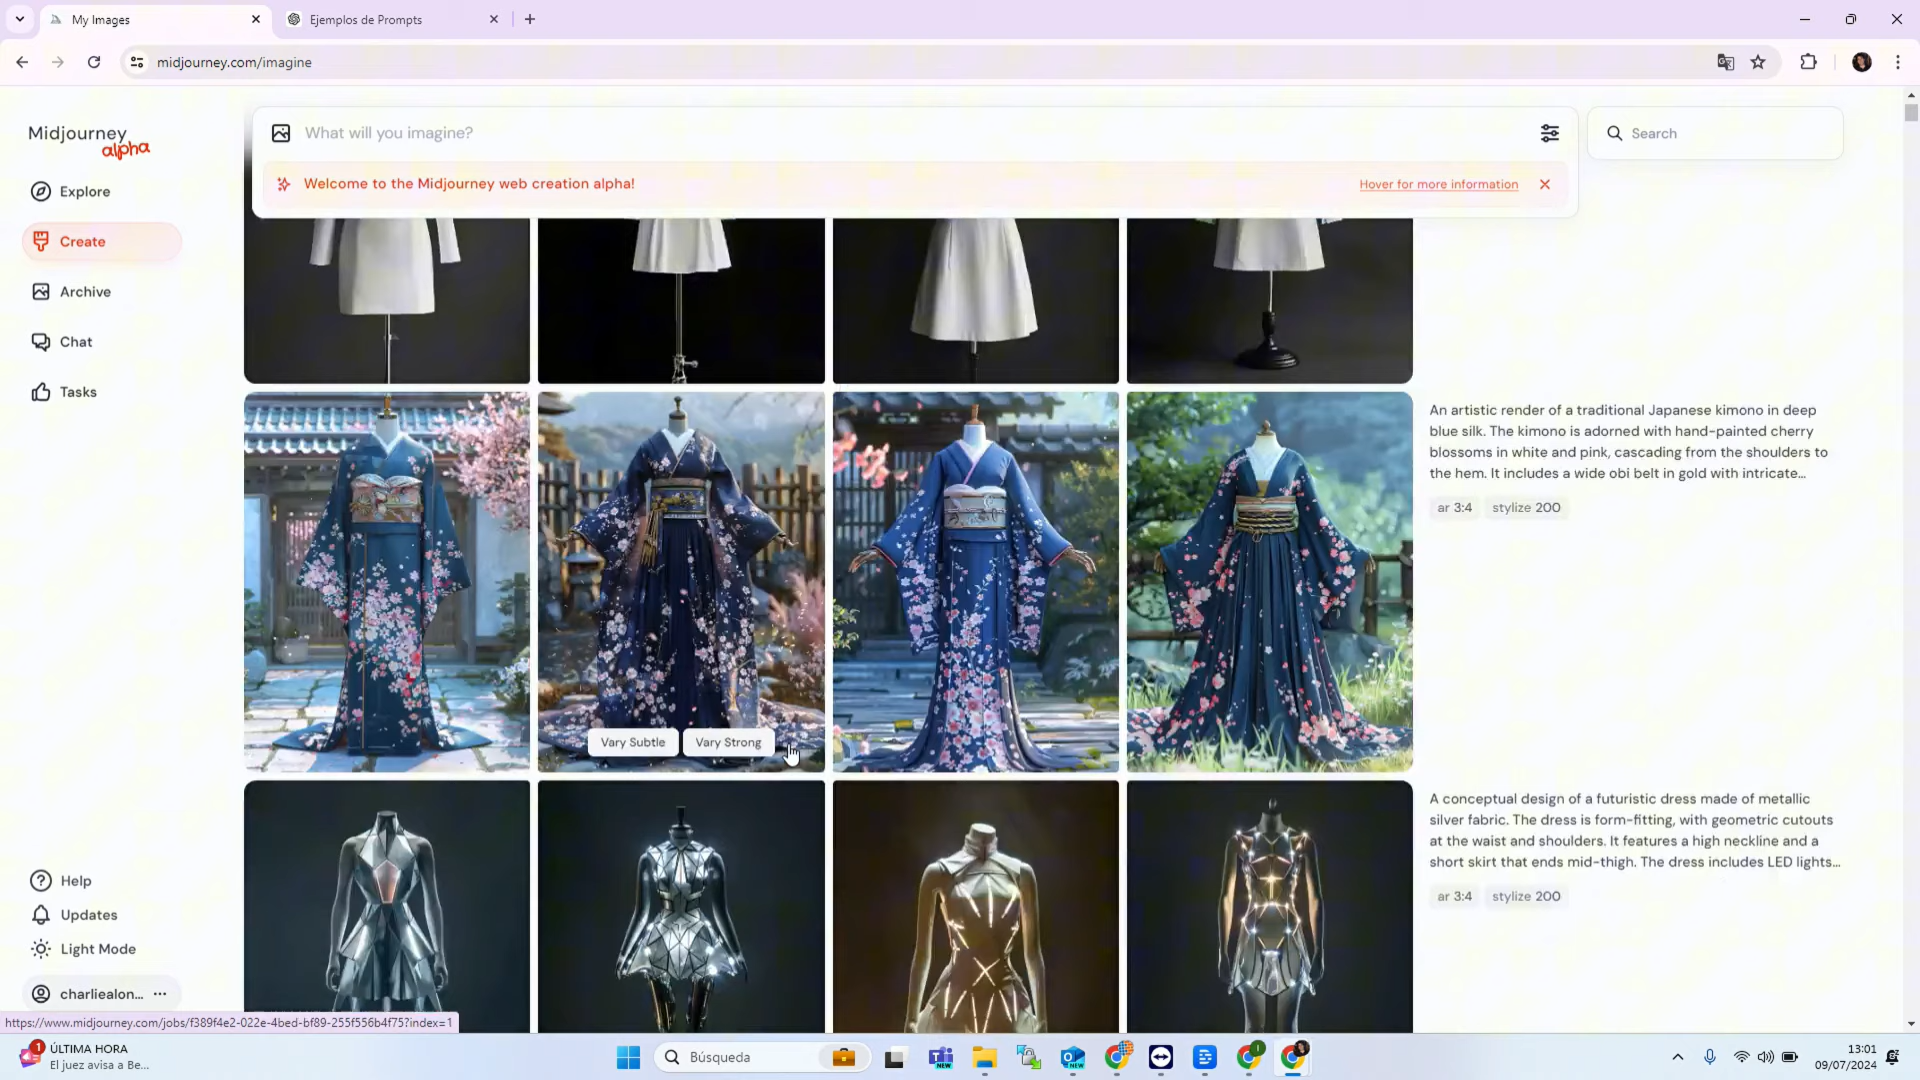 My Images
Ejemplos de Prompts
midjourney.com/imagine
Midjourney
alpha
What will you imagine?
Search
Welcome to the Midjourney web creation alpha!
Hover for more information
Explore
Create
Archive
Chat
Tasks
An artistic render of a traditional Japanese kimono in deep
blue silk. The kimono is adorned with hand-painted cherry
blossoms in white and pink, cascading from the shoulders to
the hem. It includes a wide obi belt in gold with intricate...
ar 3:4 stylize 200
Vary Subtle Vary Strong
A conceptual design of a futuristic dress made of metallic
silver fabric. The dress is form-fitting, with geometric cutouts
at the waist and shoulders. It features a high neckline and a
short skirt that ends mid-thigh. The dress includes LED lights...
ar 3:4 stylize 200
Help
Updates
Light Mode
charliealon... ...
https://www.midjourney.com/jobs/f389f4e2-022e-4bed-bf89-255f556b4f75?index=1
1
ÚLTIMA HORA
El juez avisa a Be...
Búsqueda
NEW
NEW
13:01
09/07/2024